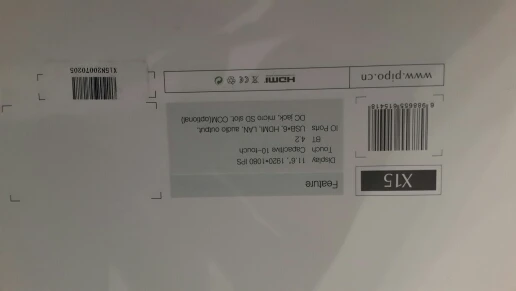 X15
Feature
Display 11.6", 1920*1080 IPS
Touch Capacitive 10-touch
BT 4.2
IO Ports USB*6, HDMI, LAN, audio output,
DC jack, micro SD slot, COM(optional)
www.pipo.cn
HDMI